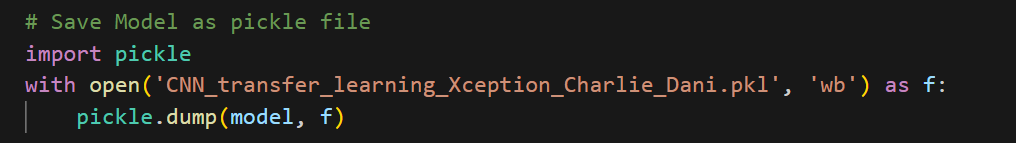 # Save Model as pickle file
import pickle
with open('CNN_transfer_learning_Xception_Charlie_Dani.pkl', 'wb') as f:
    pickle.dump(model, f)